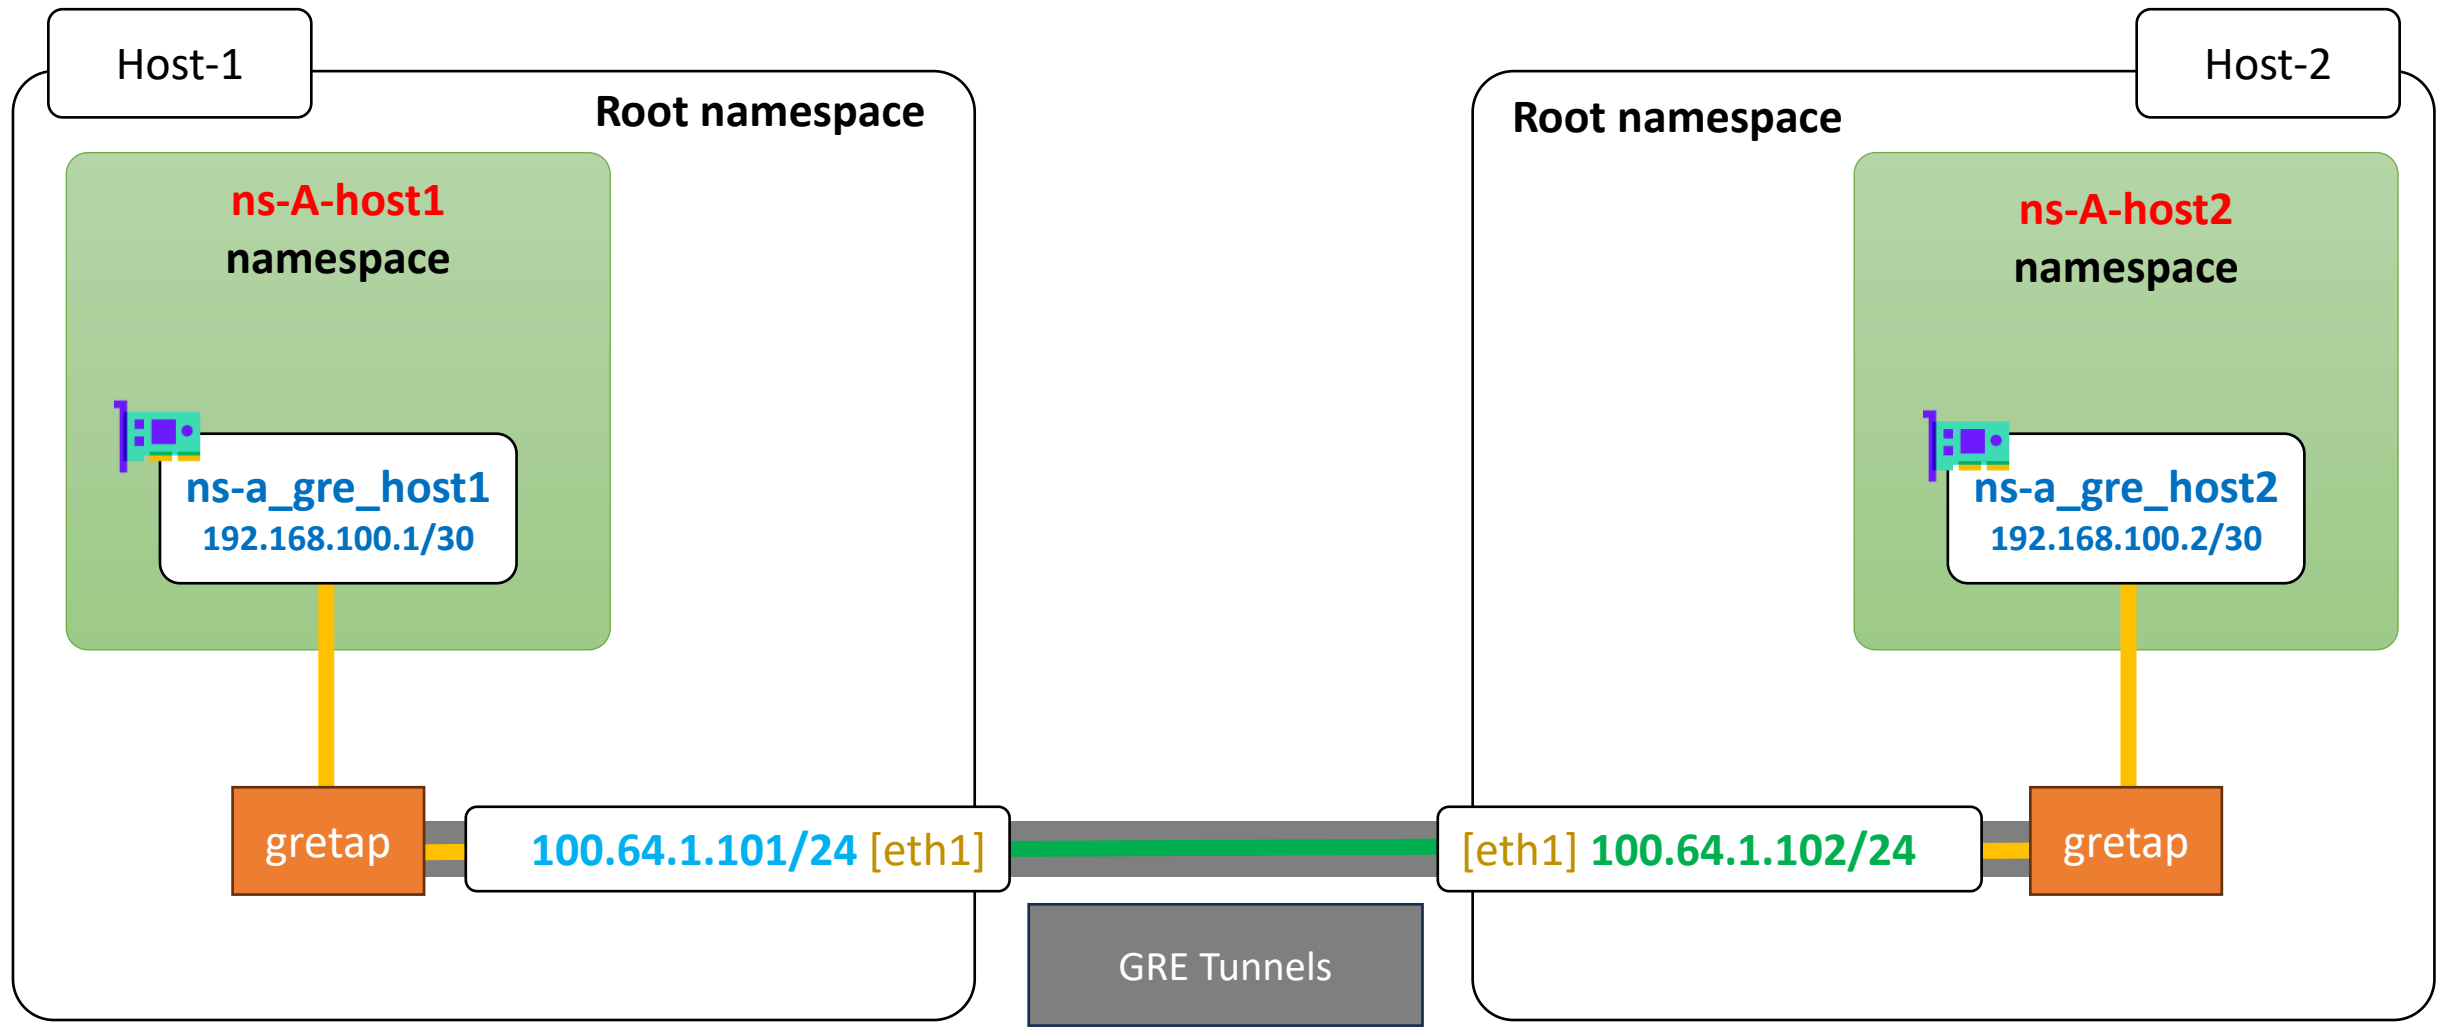 Host-1
Root namespace
ns-A-host1
namespace
ns-a_gre_host1
192.168.100.1/30
gretap
100.64.1.101/24 [eth1]
GRE Tunnels
Host-2
Root namespace
ns-A-host2
namespace
ns-a_gre_host2
192.168.100.2/30
[eth1] 100.64.1.102/24
gretap